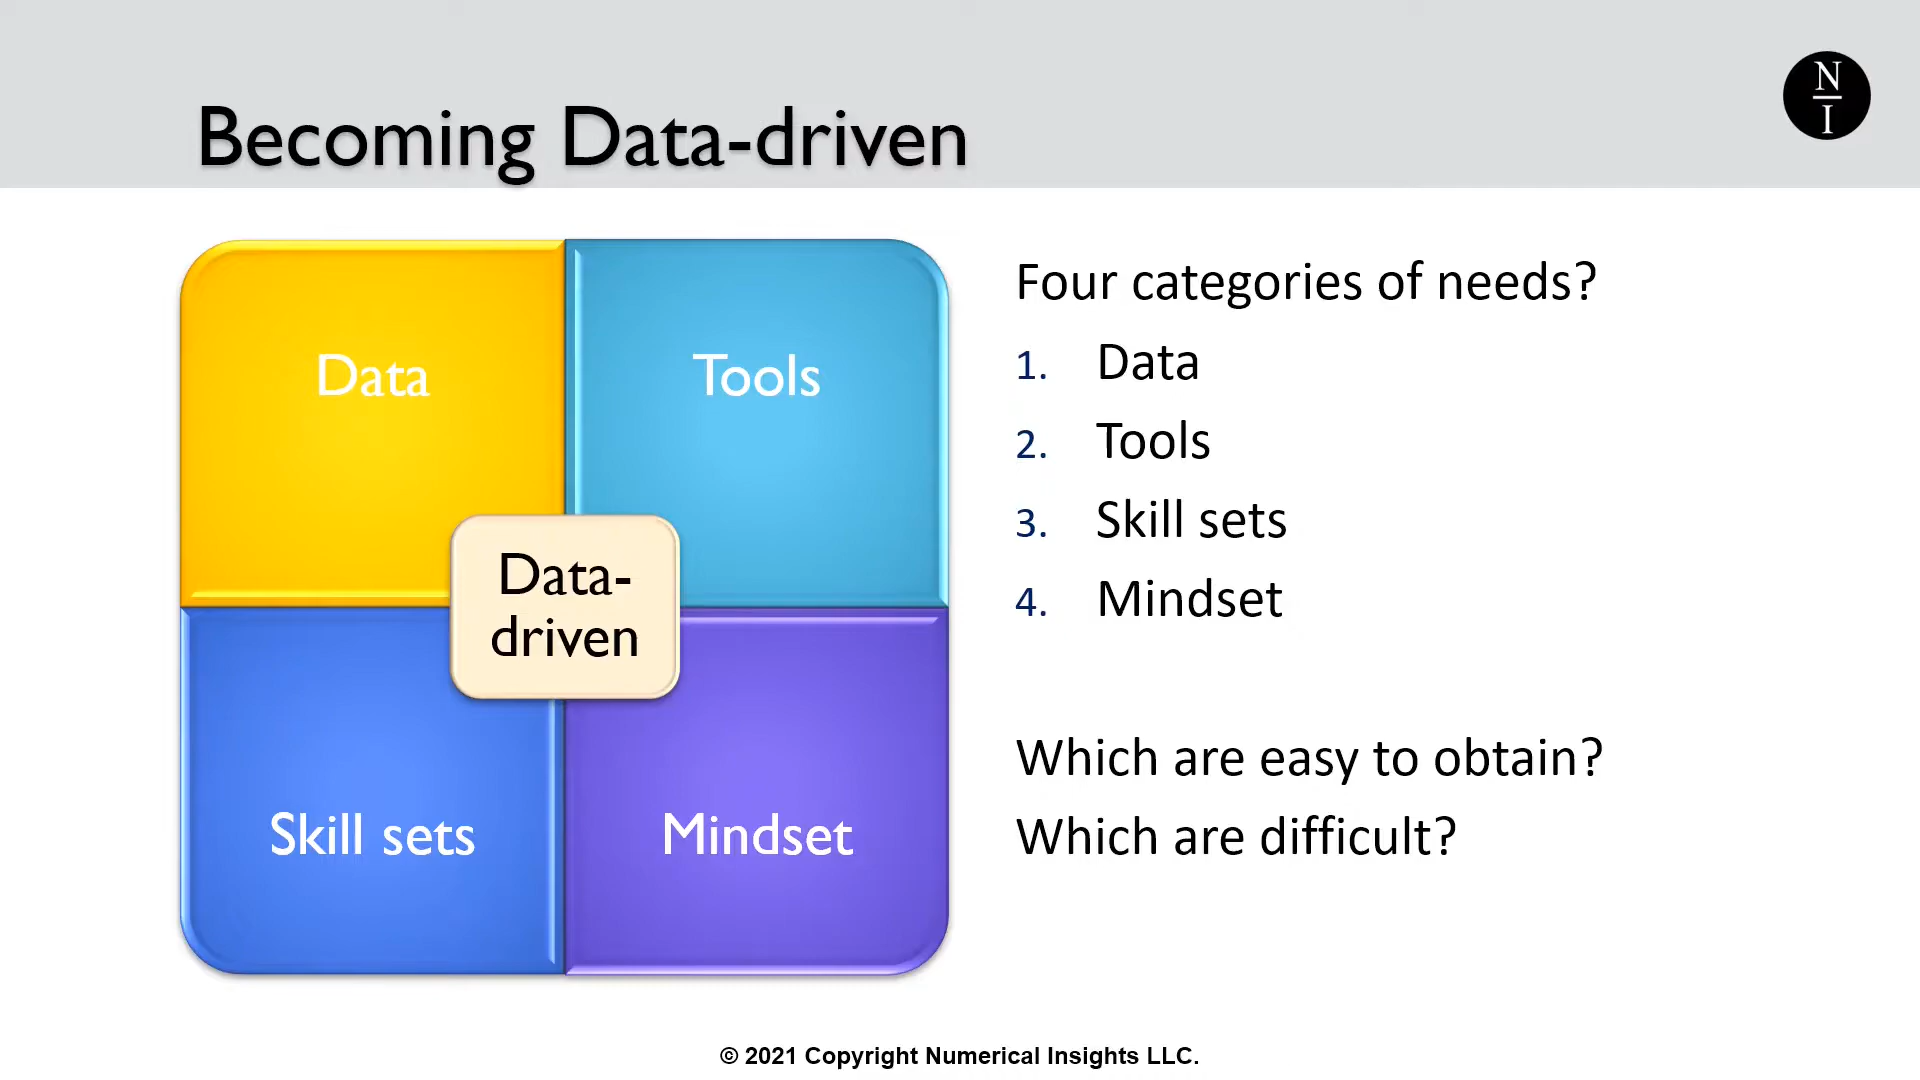 Becoming Data-driven
N
I
Data
Tools
Data-
driven
Skill sets
Mindset
Four categories of needs?
1. Data
2. Tools
3. Skill sets
4. Mindset
Which are easy to obtain?
Which are difficult?
© 2021 Copyright Numerical Insights LLC.